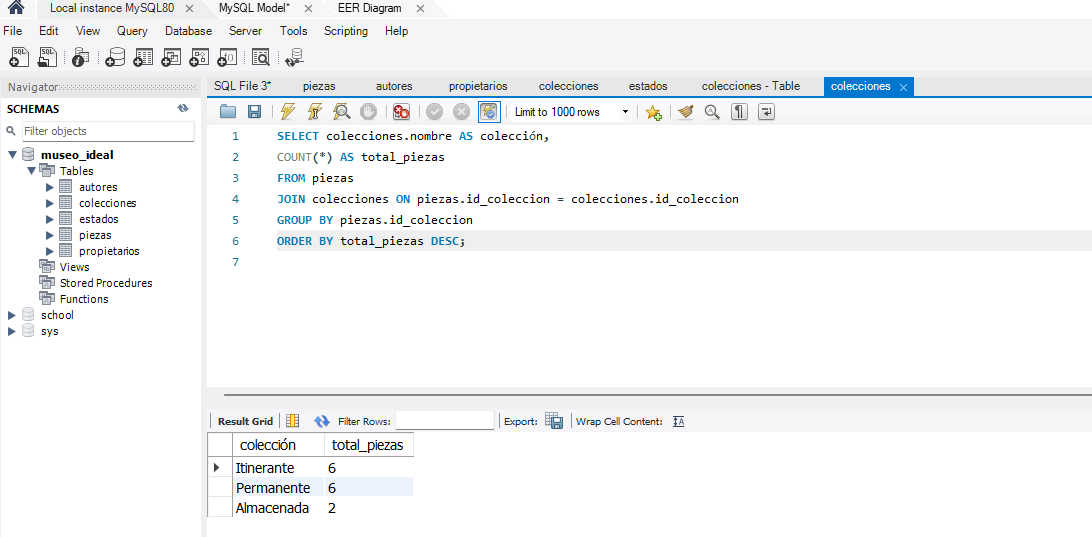 Local instance MySQL80 MySQL Model* EER Diagram
File Edit View Query Database Server Tools Scripting Help
Navigator
SCHEMAS
Filter objects
museo_ideal
Tables
autores
colecciones
estados
piezas
propietarios
Views
Stored Procedures
Functions
school
sys
SQL File 3* piezas autores propietarios colecciones estados colecciones - Table colecciones
Limit to 1000 rows
1 SELECT colecciones.nombre AS colección,
2 COUNT(*) AS total_piezas
3 FROM piezas
4 JOIN colecciones ON piezas.id_coleccion = colecciones.id_coleccion
5 GROUP BY piezas.id_coleccion
6 ORDER BY total_piezas DESC;
7
Result Grid Filter Rows: Export: Wrap Cell Content:
colección total_piezas
Itinerante 6
Permanente 6
Almacenada 2